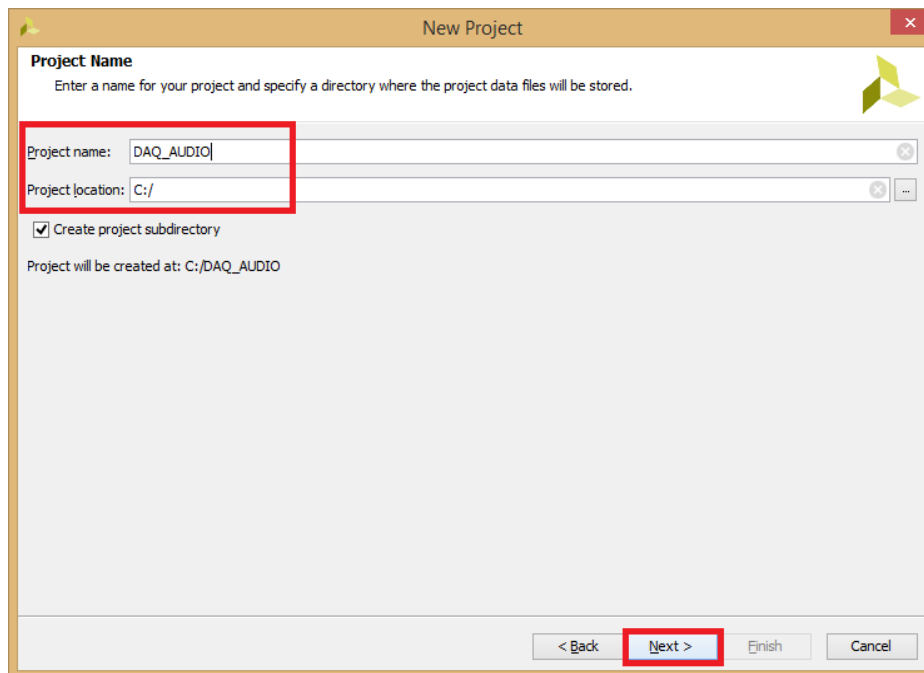 New Project
Project Name
Enter a name for your project and specify a directory where the project data files will be stored.
Project name: DAQ_AUDIO
Project location: C:/ ...
Create project subdirectory
Project will be created at: C:/DAQ_AUDIO
< Back Next > Finish Cancel